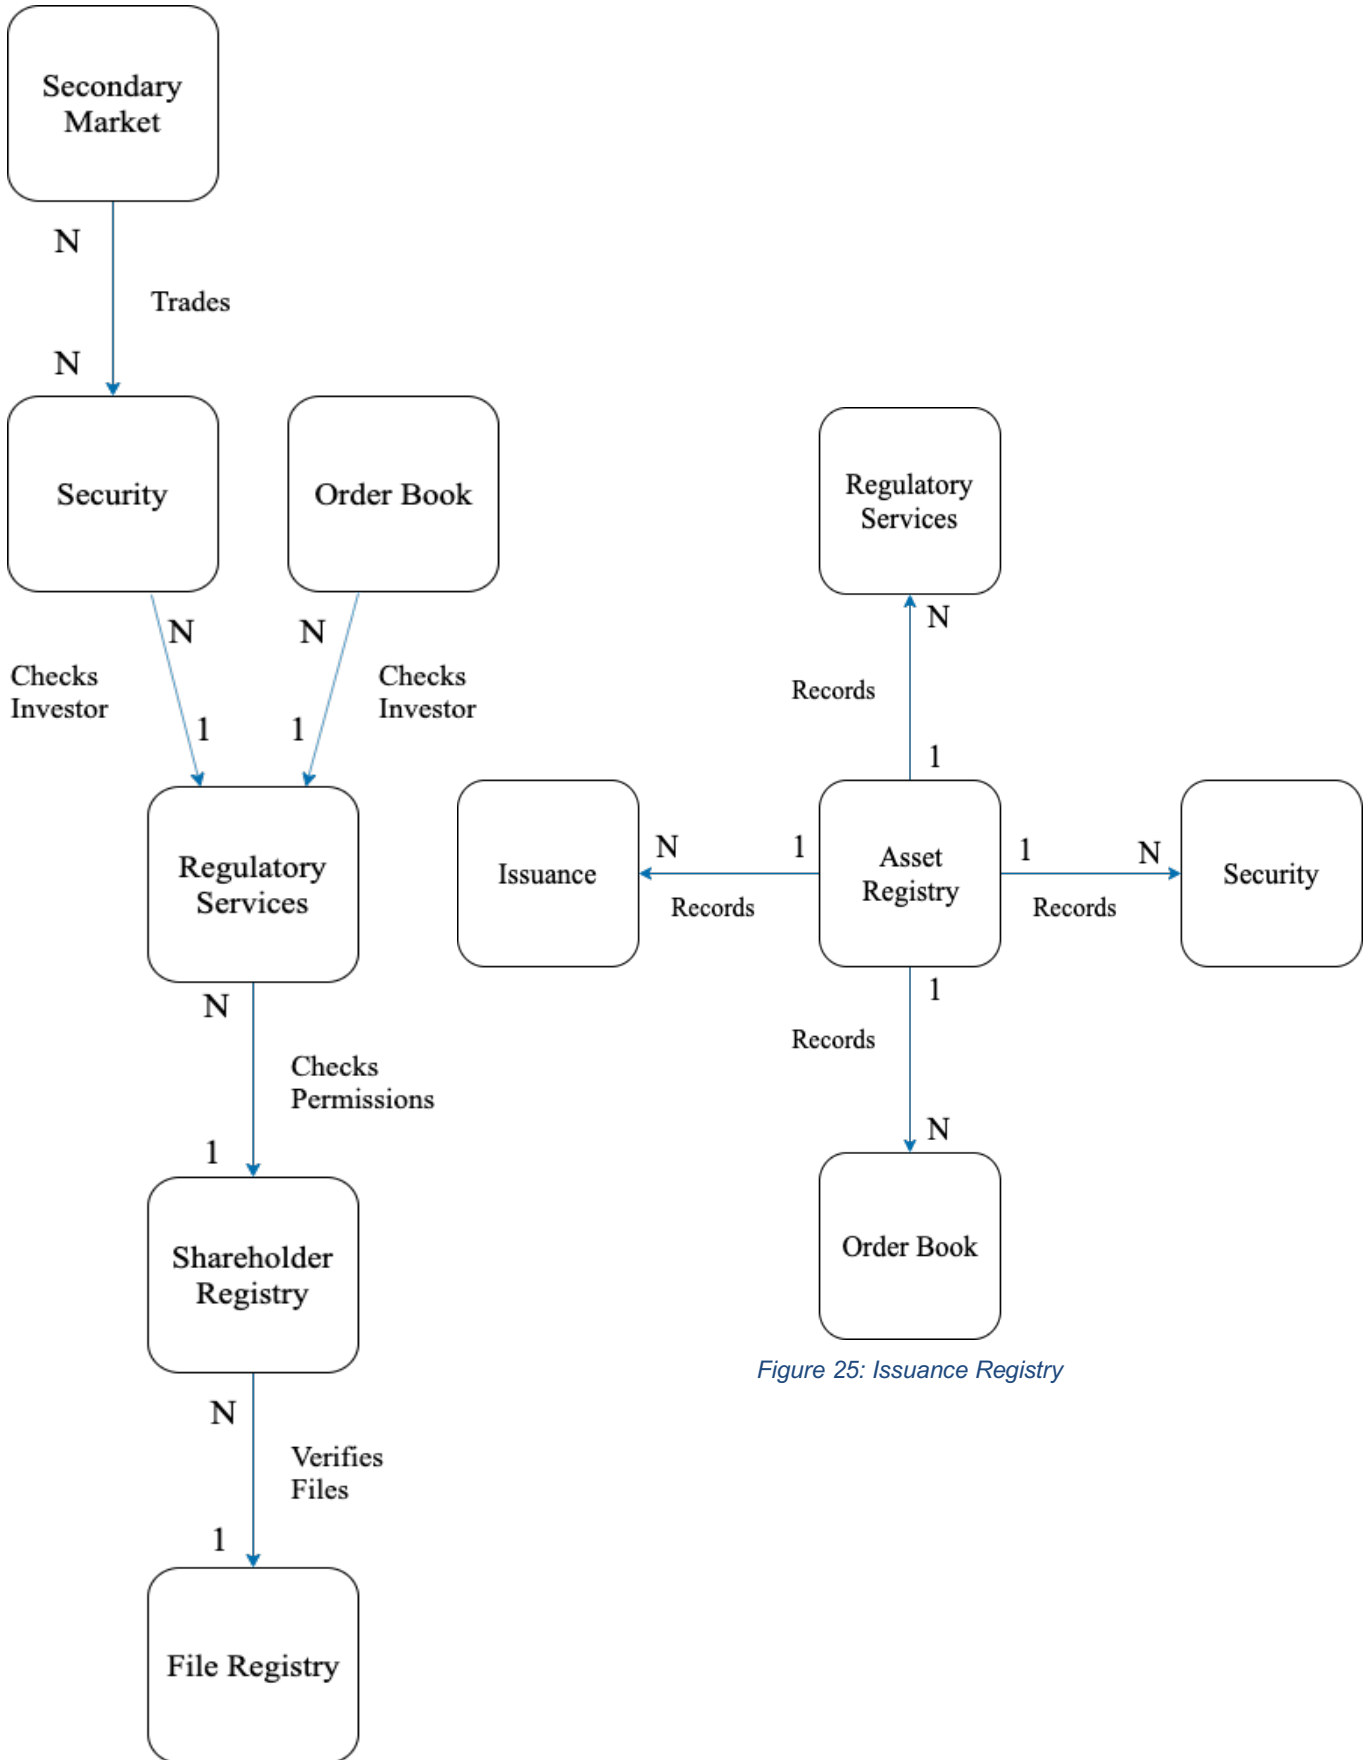 Secondary
Market
N
Trades
N
Security
Order Book
N
N
Checks
Investor
Checks
Investor
1
1
Regulatory
Services
N
Checks
Permissions
1
Shareholder
Registry
N
Verifies
Files
1
File Registry
Regulatory
Services
N
Records
1
Issuance
N
1
Records
Asset
Registry
1
N
Records
Security
1
Records
N
Order Book
Figure 25: Issuance Registry